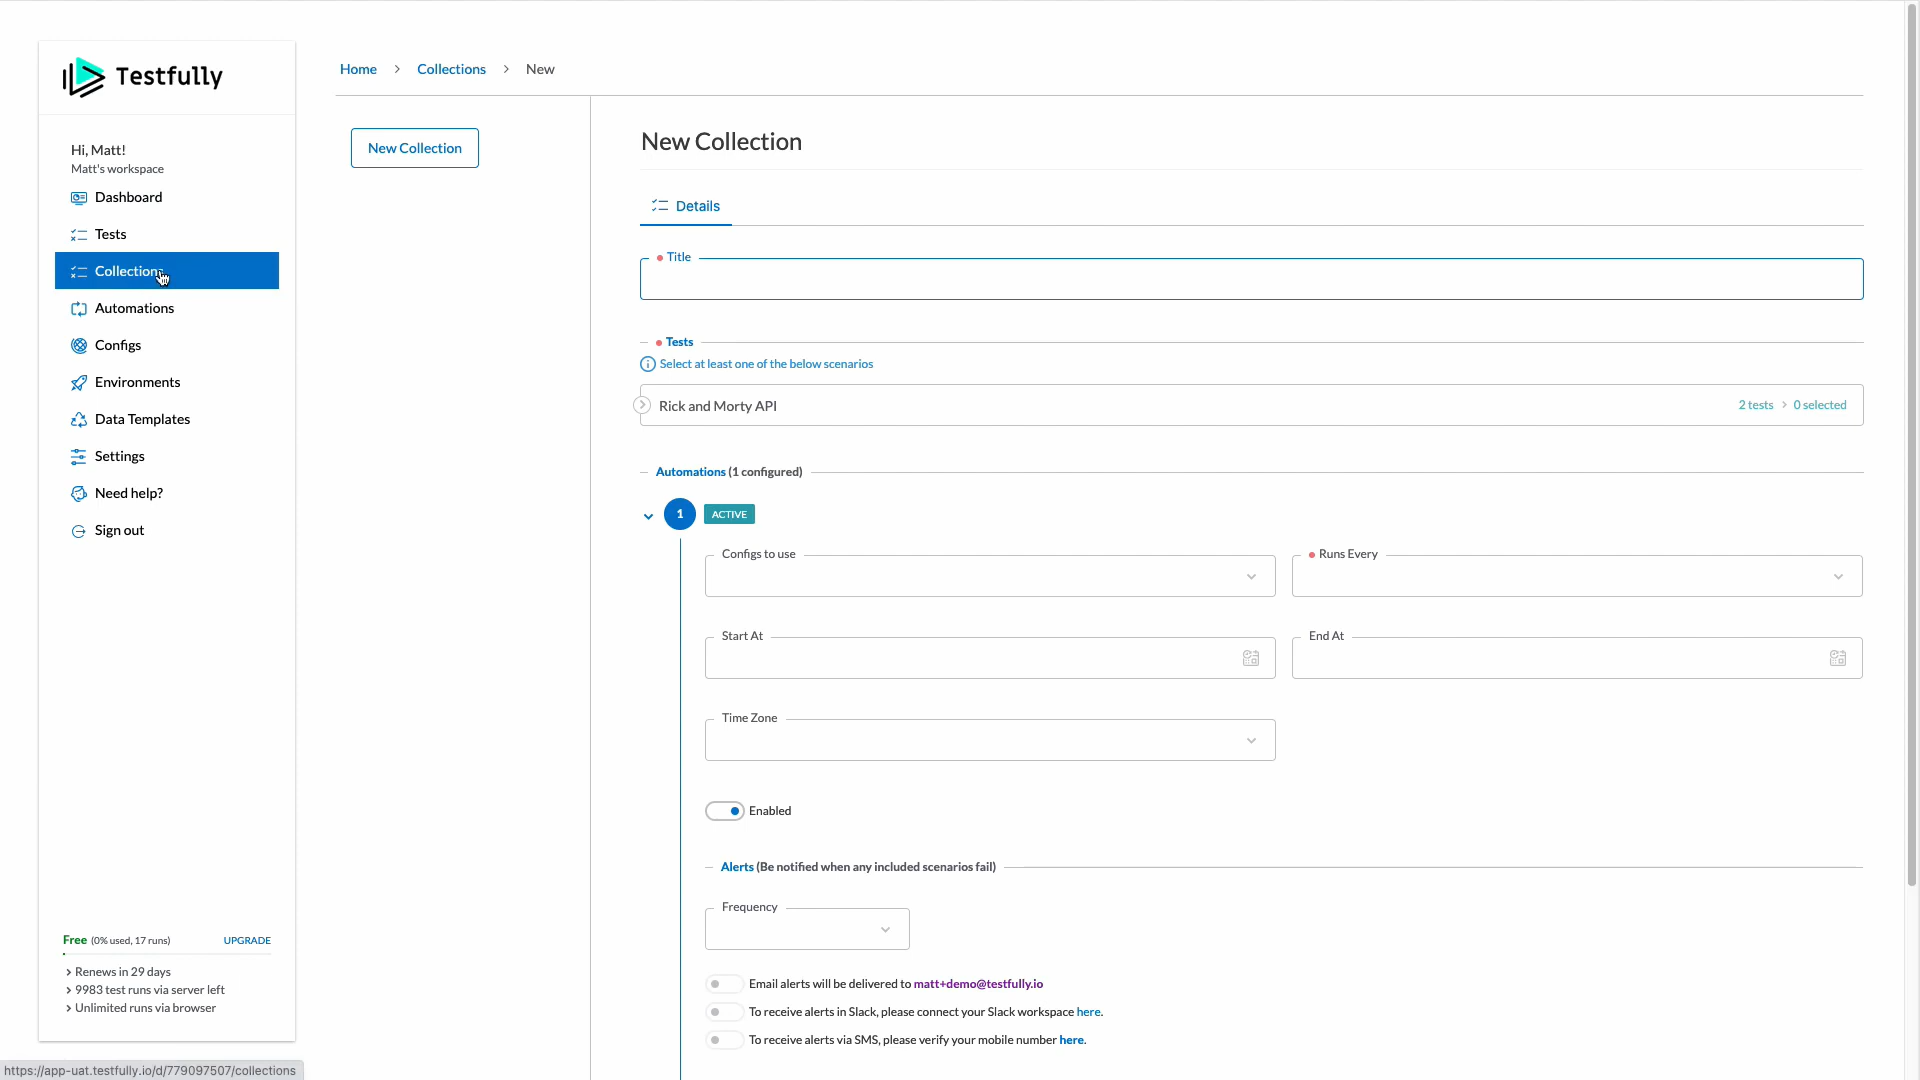 Testfully
Hi, Matt!
Matt's workspace
Dashboard
Tests
Collections
Automations
Configs
Environments
Data Templates
Settings
Need help?
Sign out
Free (0% used, 17 runs) UPGRADE
Renews in 29 days
9983 test runs via server left
Unlimited runs via browser
https://app-uat.testfully.io/d/779097507/collections
Home > Collections > New
New Collection
New Collection
Details
Title
Tests
Select at least one of the below scenarios
Rick and Morty API 2 tests > 0 selected
Automations (1 configured)
1 ACTIVE
Configs to use
Runs Every
Start At
End At
Time Zone
Enabled
Alerts (Be notified when any included scenarios fail)
Frequency
Email alerts will be delivered to matt+demo@testfully.io
To receive alerts in Slack, please connect your Slack workspace here.
To receive alerts via SMS, please verify your mobile number here.